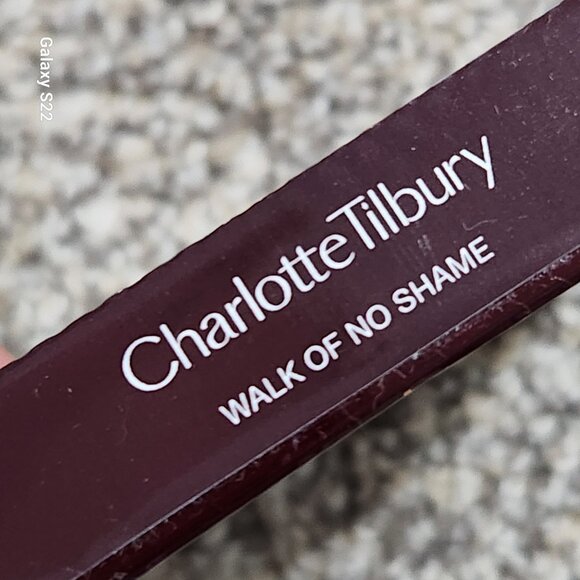 Galaxy S22
Charlotte Tilbury
WALK OF NO SHAME